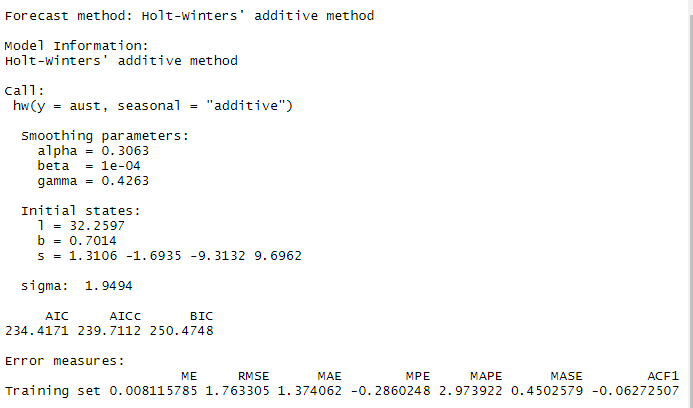 Forecast method: Holt-Winters' additive method
Model Information:
Holt-Winters' additive method
Call:
hw(y = aust, seasonal = "additive")
Smoothing parameters:
alpha = 0.3063
beta  = 1e-04
gamma = 0.4263
Initial states:
l = 32.2597
b = 0.7014
s = 1.3106 -1.6935 -9.3132 9.6962
sigma:  1.9494
AIC     AICc      BIC
234.4171 239.7112 250.4748
Error measures:
ME     RMSE      MAE        MPE     MAPE      MASE        ACF1
Training set 0.008115785 1.763305 1.374062 -0.2860248 2.973922 0.4502579 -0.06272507